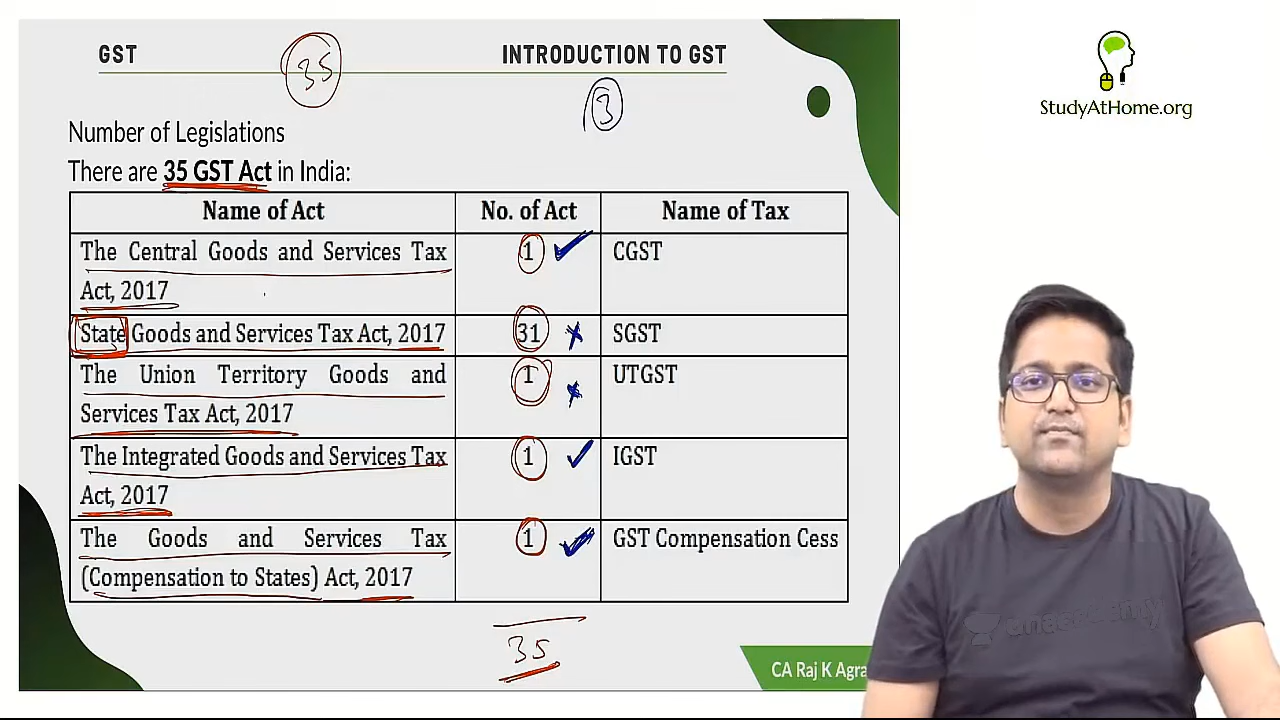 GST
35
INTRODUCTION TO GST
3
StudyAtHome.org
Number of Legislations
There are 35 GST Act in India:
Name of Act No. of Act Name of Tax
The Central Goods and Services Tax 1 CGST
Act, 2017
State Goods and Services Tax Act, 2017 31 SGST
The Union Territory Goods and 1 UTGST
Services Tax Act, 2017
The Integrated Goods and Services Tax 1 IGST
Act, 2017
The Goods and Services Tax 1 GST Compensation Cess
(Compensation to States) Act, 2017
35
CA Raj K Agra
unacademy